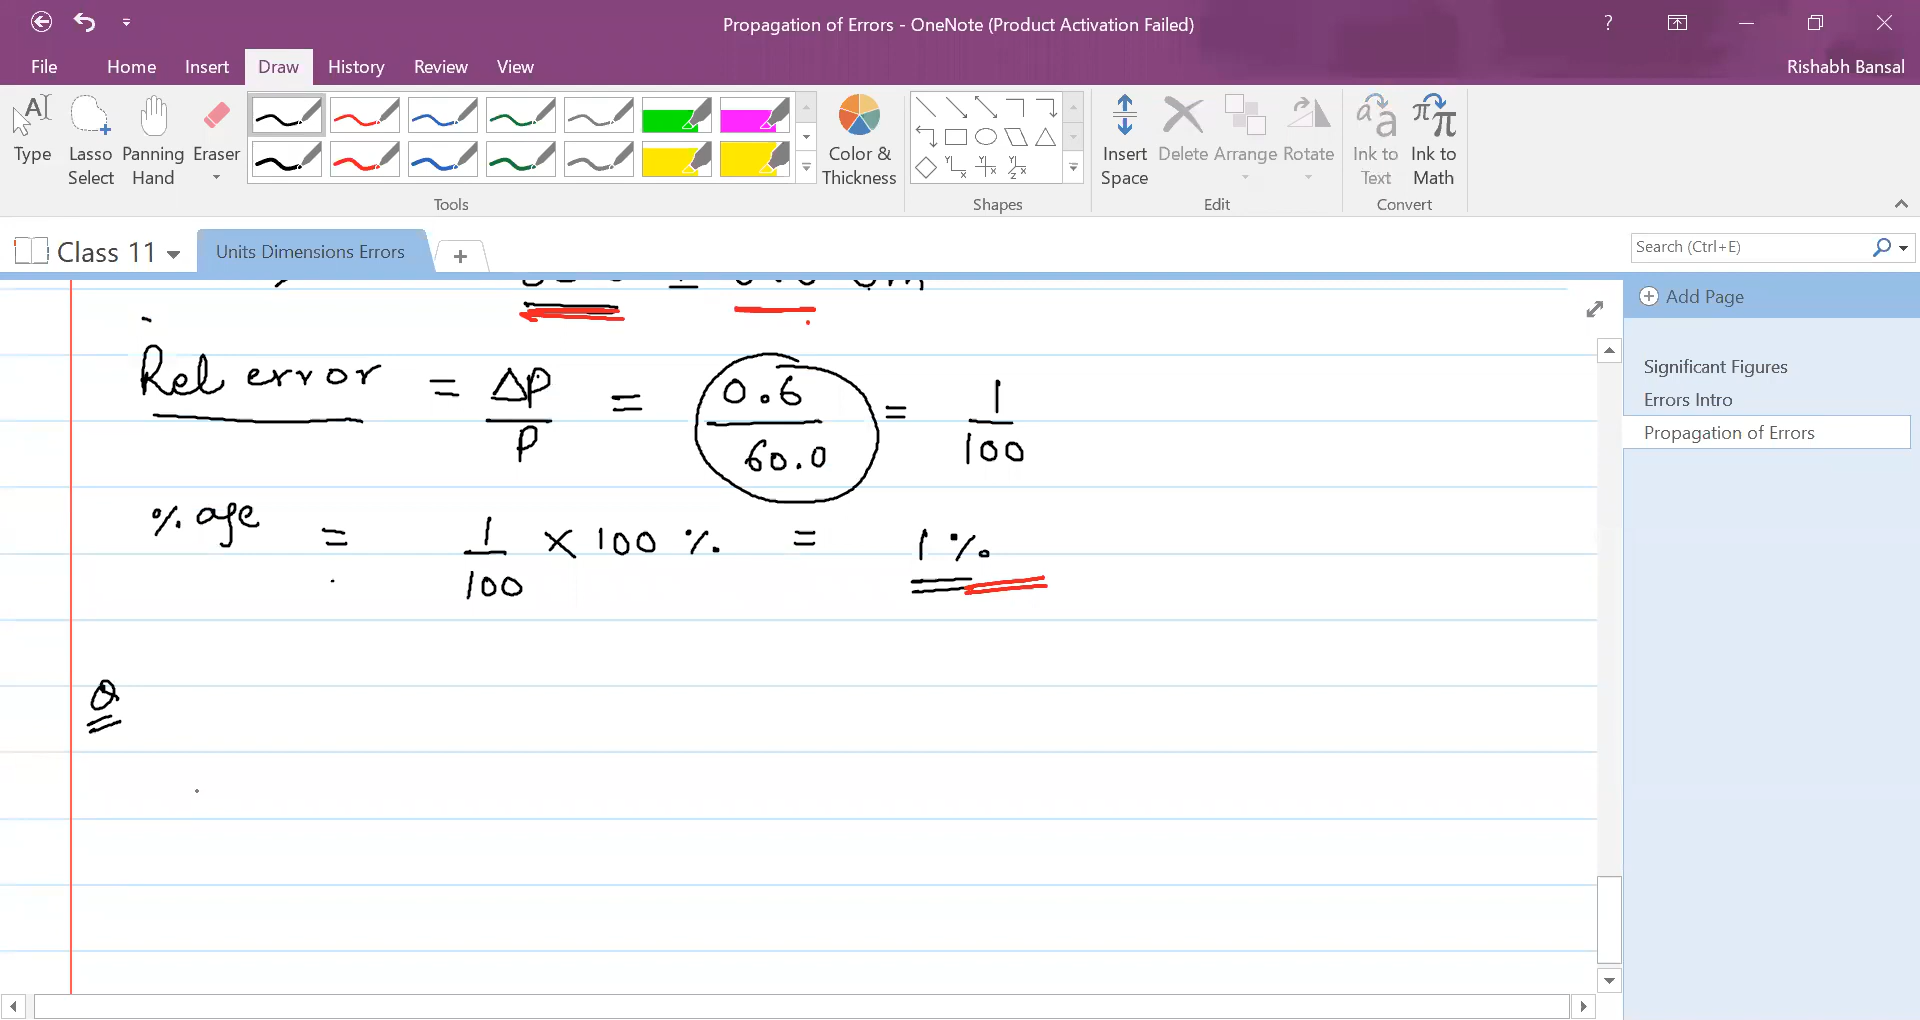 Propagation of Errors - OneNote (Product Activation Failed)
?
File Home Insert Draw History Review View Rishabh Bansal
Type Lasso Select Panning Hand Eraser
Color & Thickness
Insert Space Delete Arrange Rotate
Ink to Text Ink to Math
Tools Shapes Edit Convert
Class 11 Units Dimensions Errors +
Search (Ctrl+E)
Add Page
Significant Figures
Errors Intro
Propagation of Errors
Rel error = ΔP/P = 0.6/60.0 = 1/100
% age = 1/100 × 100 % = 1 %
Q